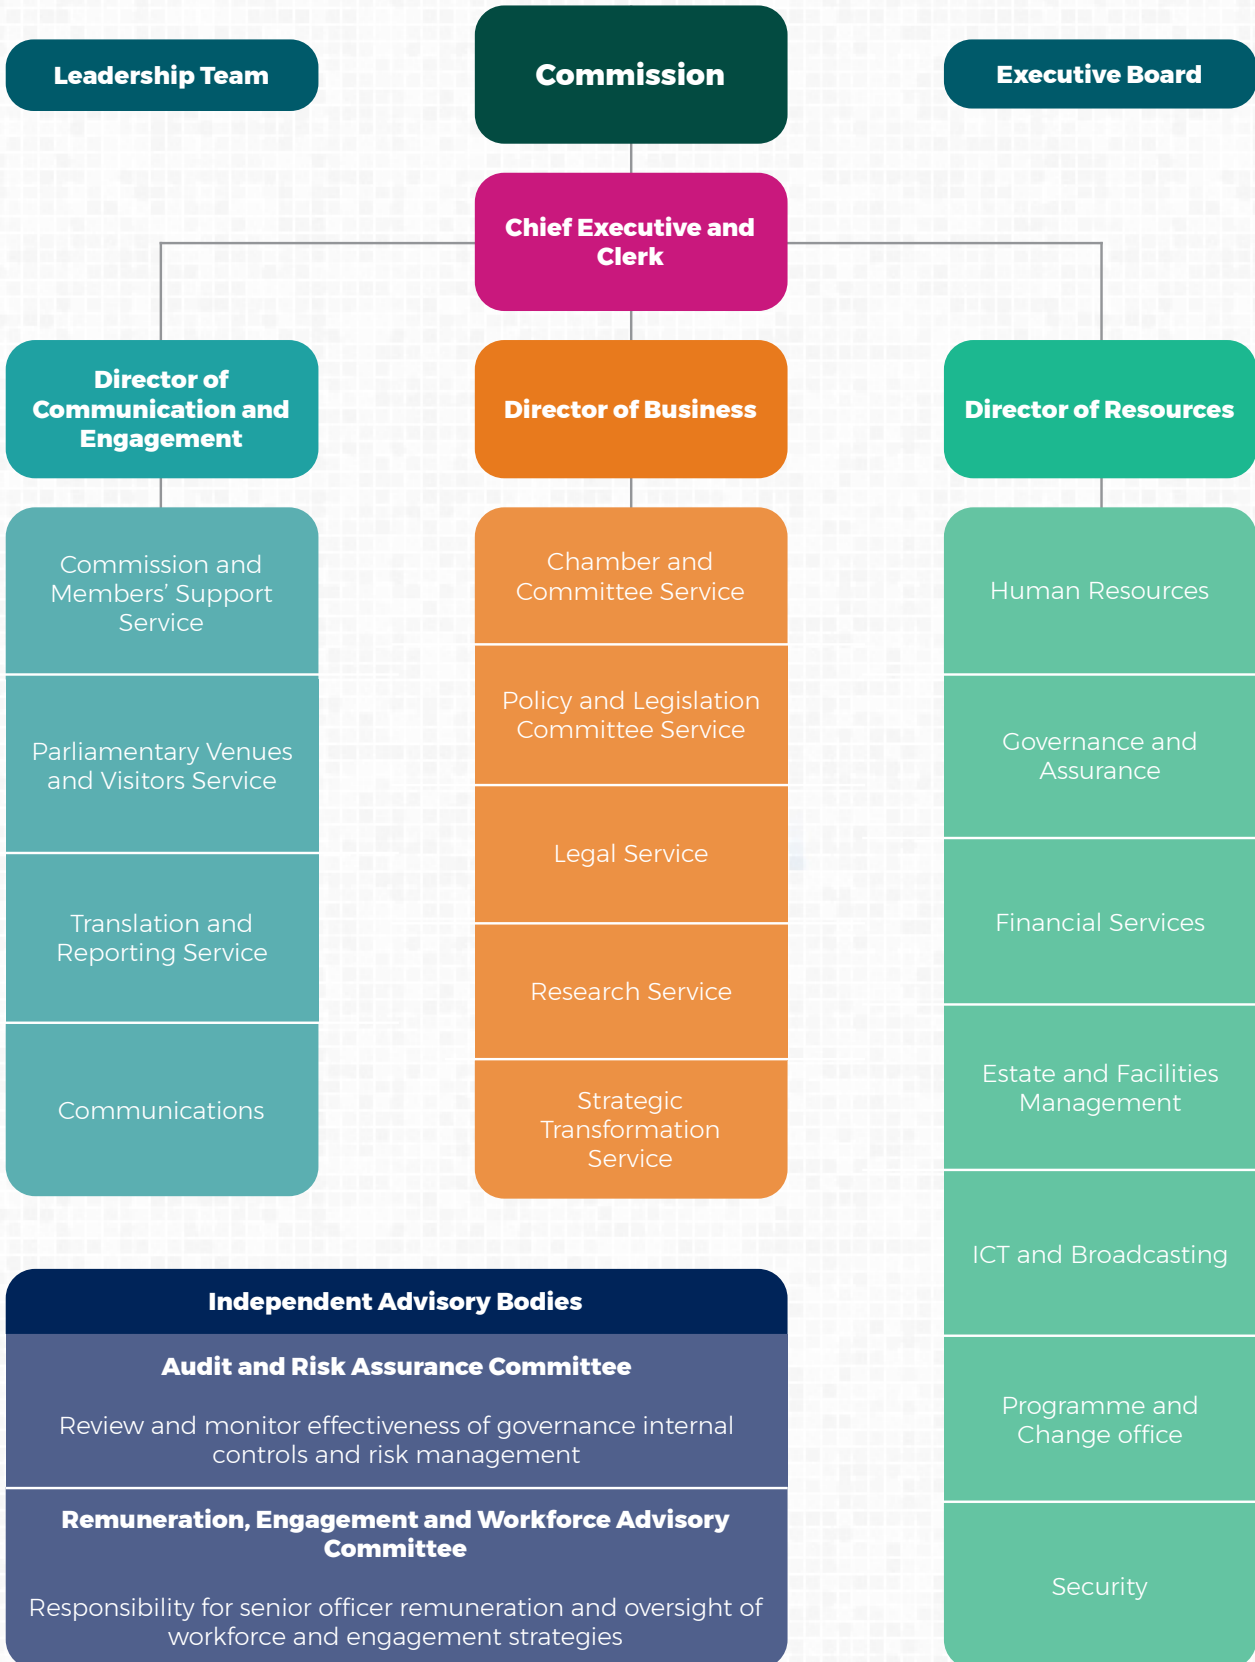 Leadership Team
Commission
Executive Board
Chief Executive and
Clerk
Director of
Communication and
Engagement
Director of Business
Director of Resources
Commission and
Members’ Support
Service
Parliamentary Venues
and Visitors Service
Translation and
Reporting Service
Communications
Chamber and
Committee Service
Policy and Legislation
Committee Service
Legal Service
Research Service
Strategic
Transformation
Service
Human Resources
Governance and
Assurance
Financial Services
Estate and Facilities
Management
ICT and Broadcasting
Programme and
Change office
Security
Independent Advisory Bodies
Audit and Risk Assurance Committee
Review and monitor effectiveness of governance internal
controls and risk management
Remuneration, Engagement and Workforce Advisory
Committee
Responsibility for senior officer remuneration and oversight of
workforce and engagement strategies